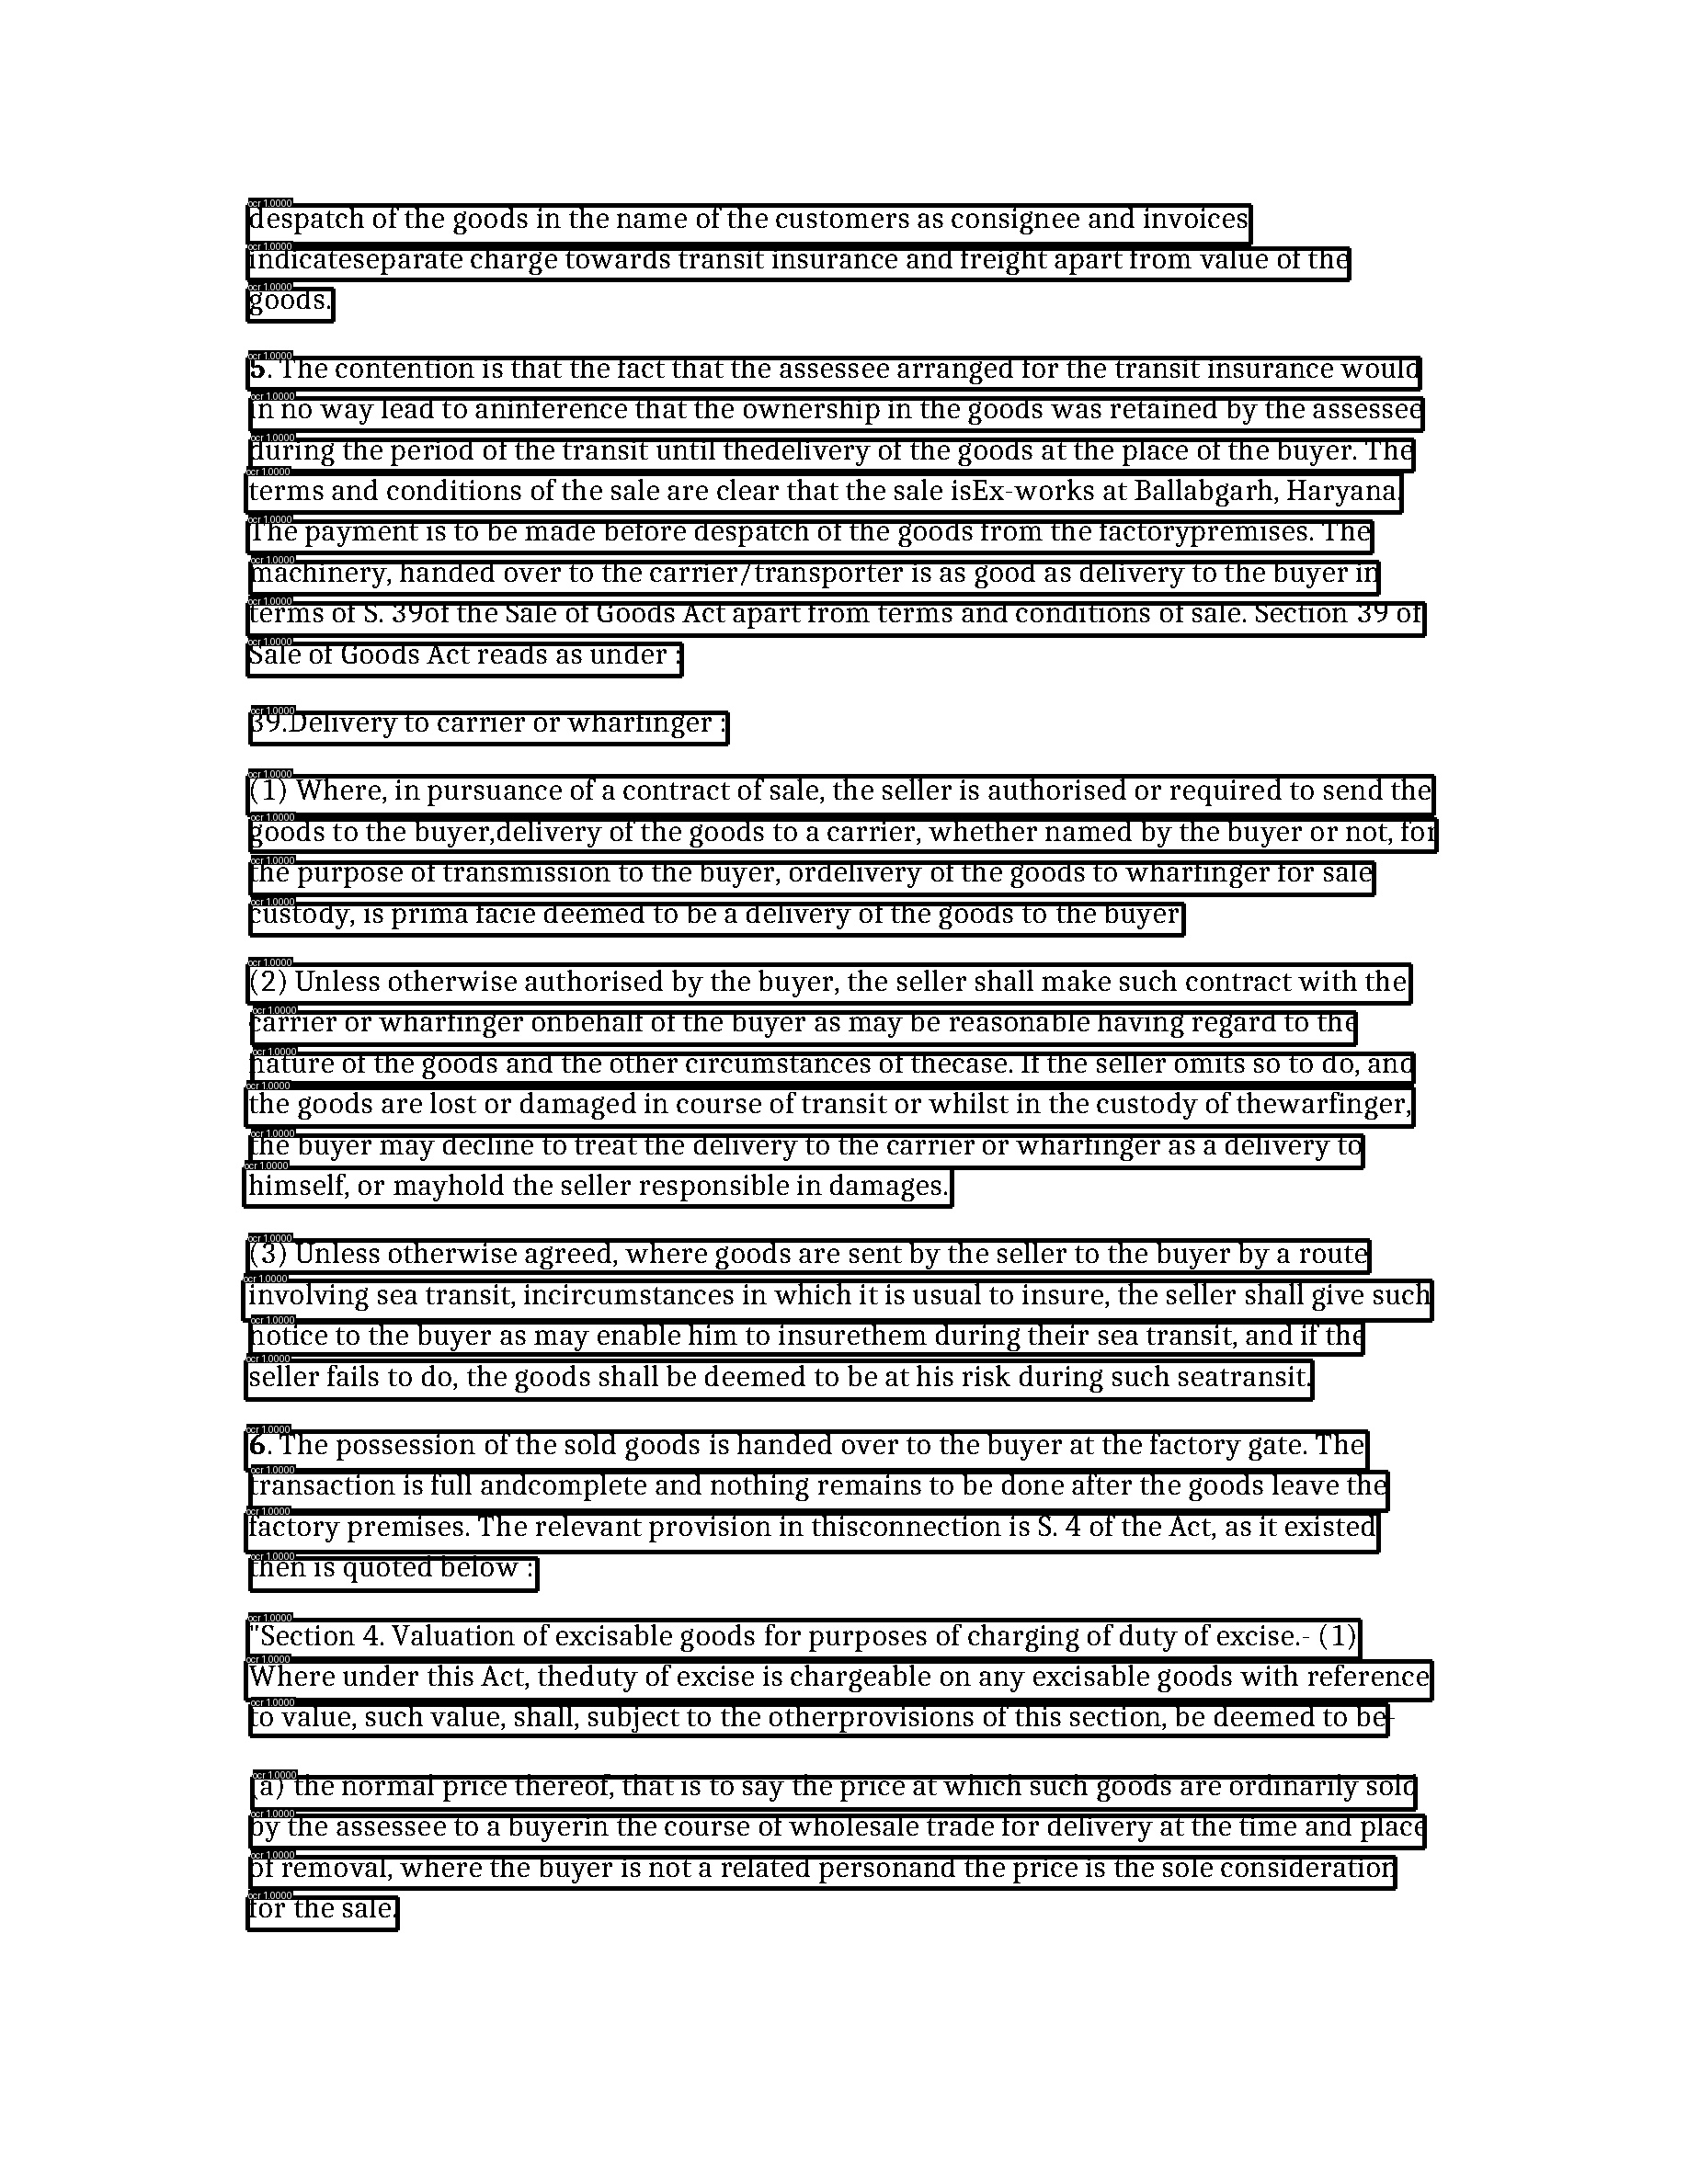 despatch of the goods in the name of the customers as consignee and invoices
indicateseparate charge towards transit insurance and freight apart from value of the
goods.
5. The contention is that the fact that the assessee arranged for the transit insurance would
in no way lead to aninference that the ownership in the goods was retained by the assessee
during the period of the transit until thedelivery of the goods at the place of the buyer. The
terms and conditions of the sale are clear that the sale isEx-works at Ballabgarh, Haryana.
The payment is to be made before despatch of the goods from the factorypremises. The
machinery, handed over to the carrier/transporter is as good as delivery to the buyer in
terms of S. 39of the Sale of Goods Act apart from terms and conditions of sale. Section 39 of
Sale of Goods Act reads as under :
39.Delivery to carrier or wharfinger :
(1) Where, in pursuance of a contract of sale, the seller is authorised or required to send the
goods to the buyer,delivery of the goods to a carrier, whether named by the buyer or not, for
the purpose of transmission to the buyer, ordelivery of the goods to wharfinger for sale
custody, is prima facie deemed to be a delivery of the goods to the buyer
(2) Unless otherwise authorised by the buyer, the seller shall make such contract with the
carrier or wharfinger onbehalf of the buyer as may be reasonable having regard to the
nature of the goods and the other circumstances of thecase. If the seller omits so to do, and
the goods are lost or damaged in course of transit or whilst in the custody of thewarfinger,
the buyer may decline to treat the delivery to the carrier or wharfinger as a delivery to
himself, or mayhold the seller responsible in damages.
(3) Unless otherwise agreed, where goods are sent by the seller to the buyer by a route
involving sea transit, incircumstances in which it is usual to insure, the seller shall give such
notice to the buyer as may enable him to insurethem during their sea transit, and if the
seller fails to do, the goods shall be deemed to be at his risk during such seatransit.
6. The possession of the sold goods is handed over to the buyer at the factory gate. The
transaction is full andcomplete and nothing remains to be done after the goods leave the
factory premises. The relevant provision in thisconnection is S. 4 of the Act, as it existed
then is quoted below :
"Section 4. Valuation of excisable goods for purposes of charging of duty of excise.- (1)
Where under this Act, theduty of excise is chargeable on any excisable goods with reference
to value, such value, shall, subject to the otherprovisions of this section, be deemed to be-
(a) the normal price thereof, that is to say the price at which such goods are ordinarily sold
by the assessee to a buyerin the course of wholesale trade for delivery at the time and place
of removal, where the buyer is not a related personand the price is the sole consideration
for the sale.